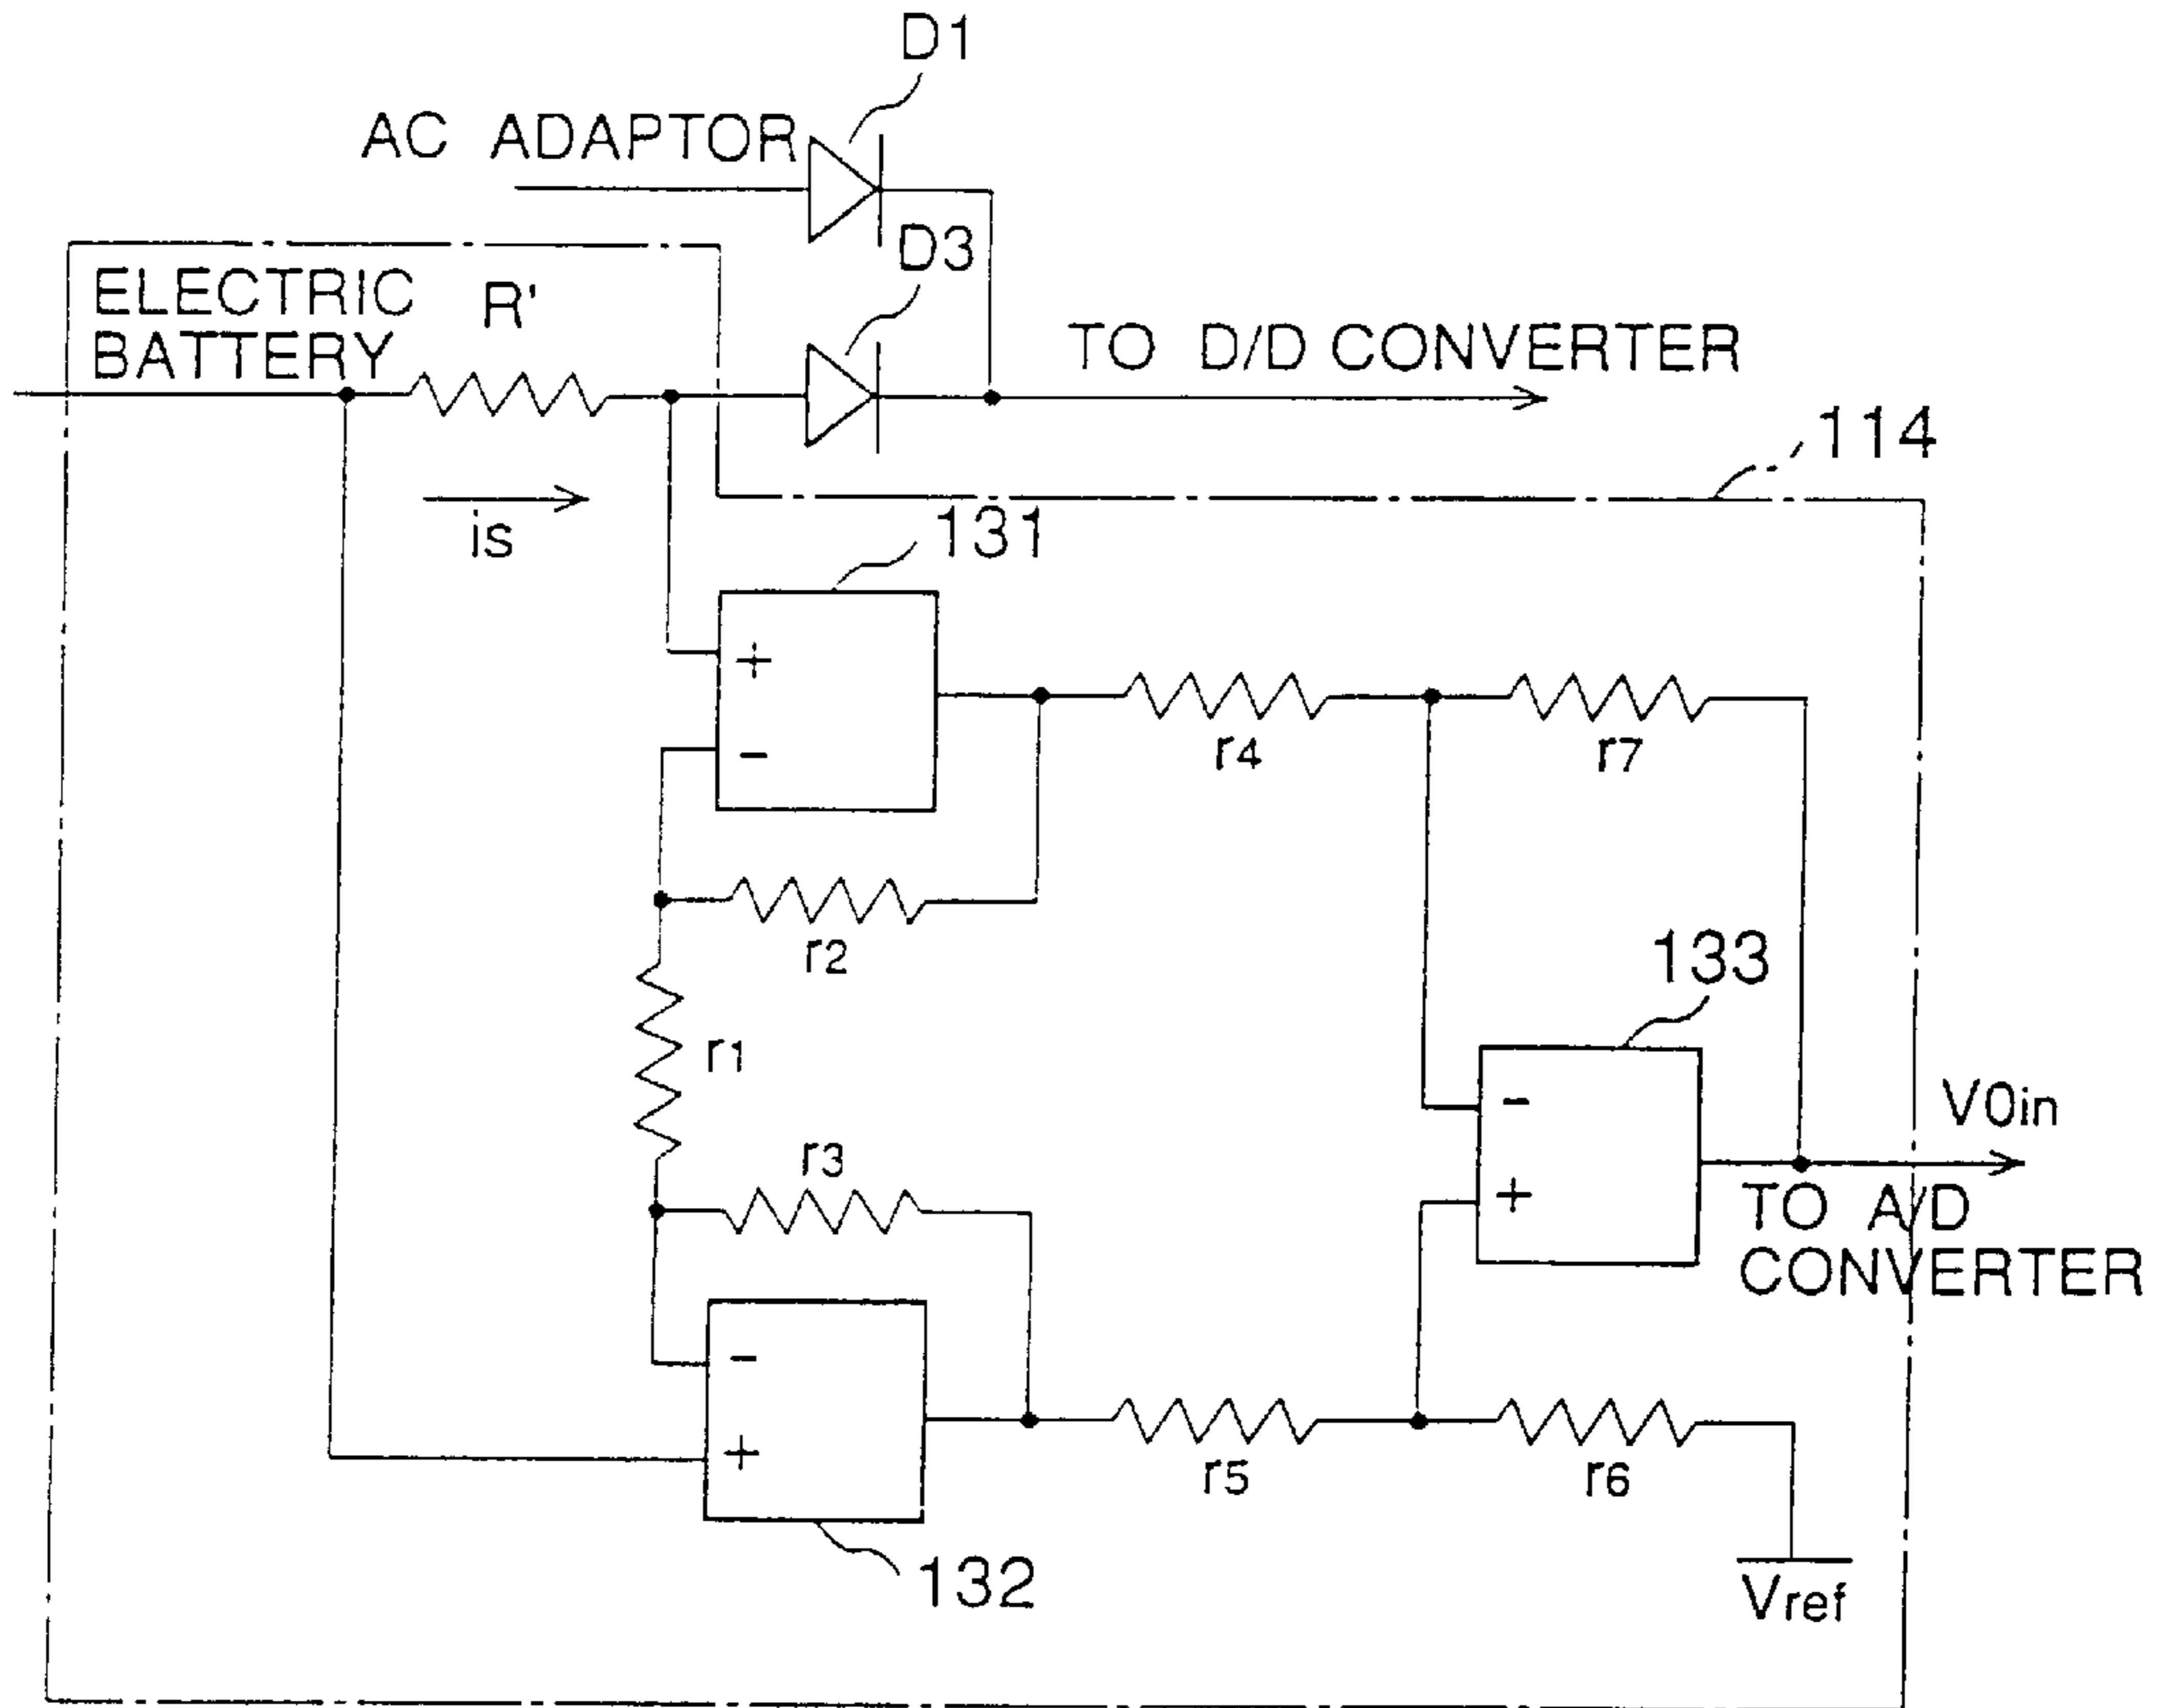 D1
AC ADAPTOR
D3
ELECTRIC
BATTERY
R'
TO D/D CONVERTER
114
is
131
+
-
r4
r7
r2
133
r1
-
V0in
r3
+
TO A/D
CONVERTER
-
+
r5
r6
132
Vref